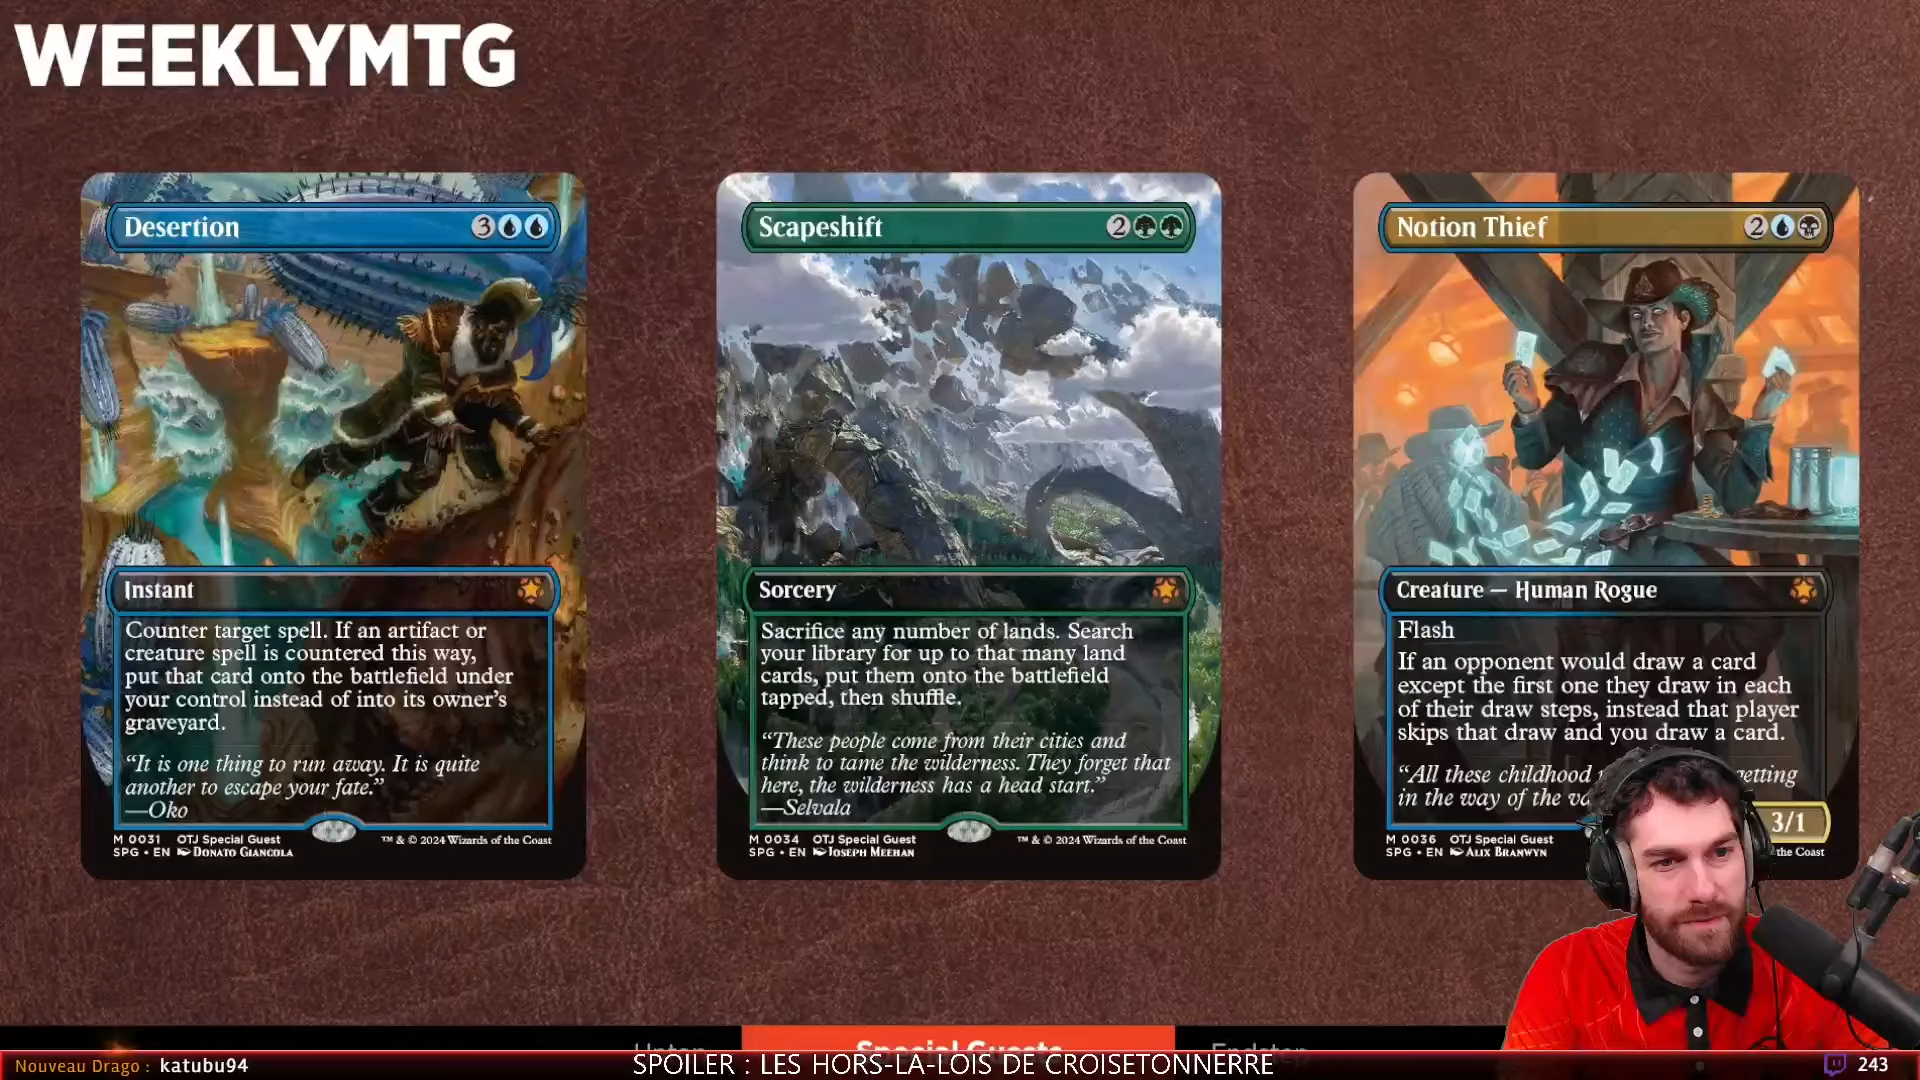 WEEKLYMTG
Desertion 3
Instant
Counter target spell. If an artifact or
creature spell is countered this way,
put that card onto the battlefield under
your control instead of into its owner's
graveyard.
“It is one thing to run away. It is quite
another to escape your fate.”
—Oko
M 0031 OTJ Special Guest
SPG • EN Donato Giancola
™ & © 2024 Wizards of the Coast
Scapeshift 2
Sorcery
Sacrifice any number of lands. Search
your library for up to that many land
cards, put them onto the battlefield
tapped, then shuffle.
“These people come from their cities and
think to tame the wilderness. They forget that
here, the wilderness has a head start.”
—Selvala
M 0034 OTJ Special Guest
SPG • EN Joseph Meehan
™ & © 2024 Wizards of the Coast
Notion Thief 2
Creature — Human Rogue
Flash
If an opponent would draw a card
except the first one they draw in each
of their draw steps, instead that player
skips that draw and you draw a card.
“All these childhood getting
in the way of the
3/1
M 0036 OTJ Special Guest
SPG • EN Alix Branwyn
the Coast
Special Guests
Nouveau Drago : katubu94
SPOILER : LES HORS-LA-LOIS DE CROISETONNERRE
243